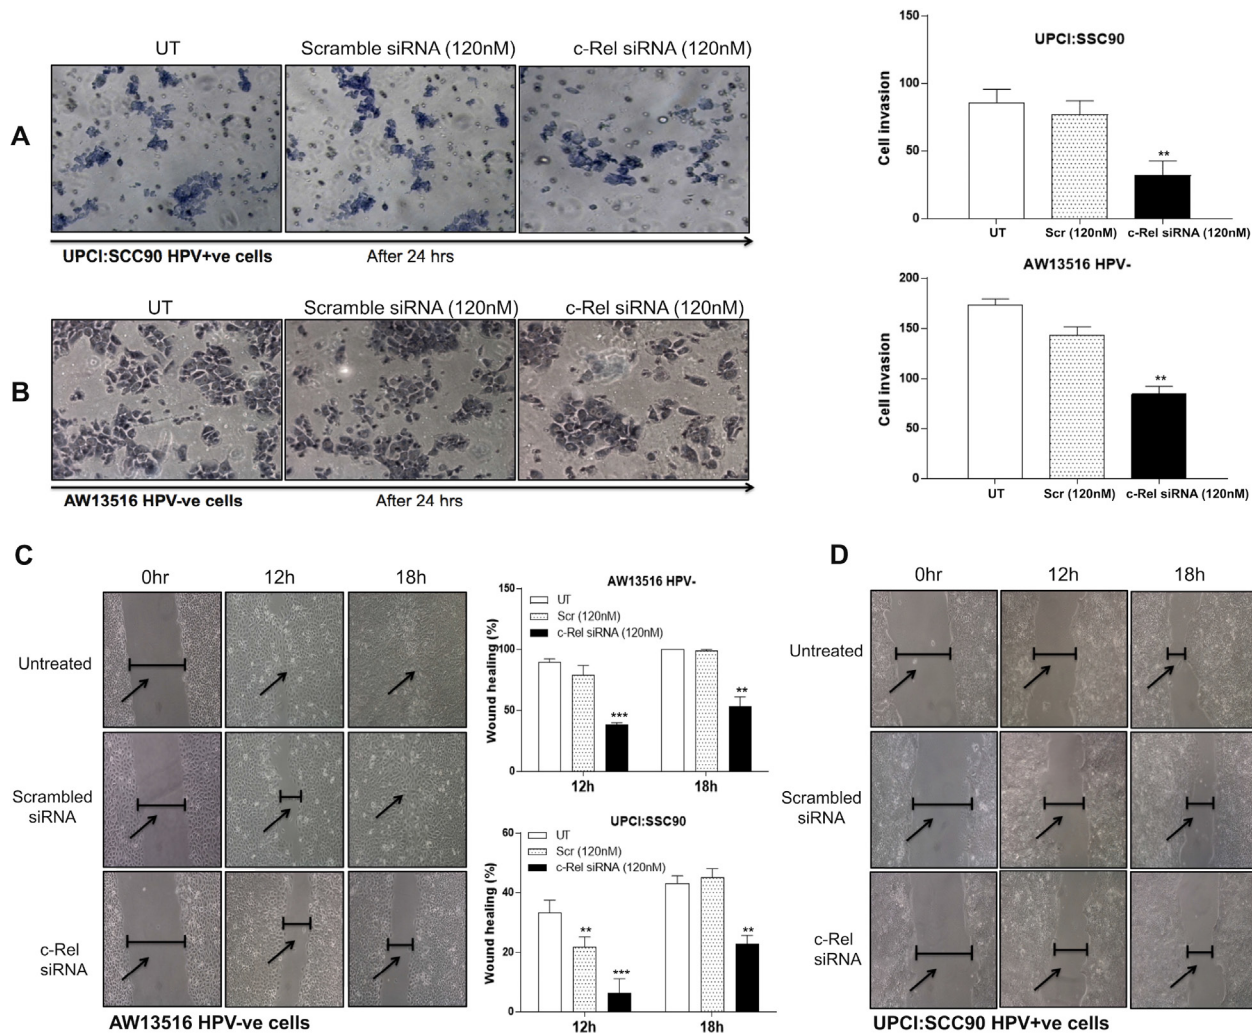 A
UT
Scramble siRNA (120nM)
c-Rel siRNA (120nM)
UPCI:SCC90 HPV+ve cells
After 24 hrs
150
100
50
0
Cell invasion
UPCI:SSC90
**
UT
Scr (120nM)
c-Rel siRNA (120nM)
B
UT
Scramble siRNA (120nM)
c-Rel siRNA (120nM)
AW13516 HPV-ve cells
After 24 hrs
AW13516 HPV-
200
150
100
50
0
Cell invasion
**
UT
Scr (120nM)
c-Rel siRNA (120nM)
C
0hr
12h
18h
Untreated
Scrambled
siRNA
c-Rel
siRNA
AW13516 HPV-ve cells
AW13516 HPV-
150
100
50
0
Wound healing (%)
UT
Scr (120nM)
c-Rel siRNA (120nM)
***
**
12h
18h
UPCI:SSC90
60
40
20
0
Wound healing (%)
UT
Scr (120nM)
c-Rel siRNA (120nM)
**
***
**
12h
18h
D
0hr
12h
18h
Untreated
Scrambled
siRNA
c-Rel
siRNA
UPCI:SCC90 HPV+ve cells